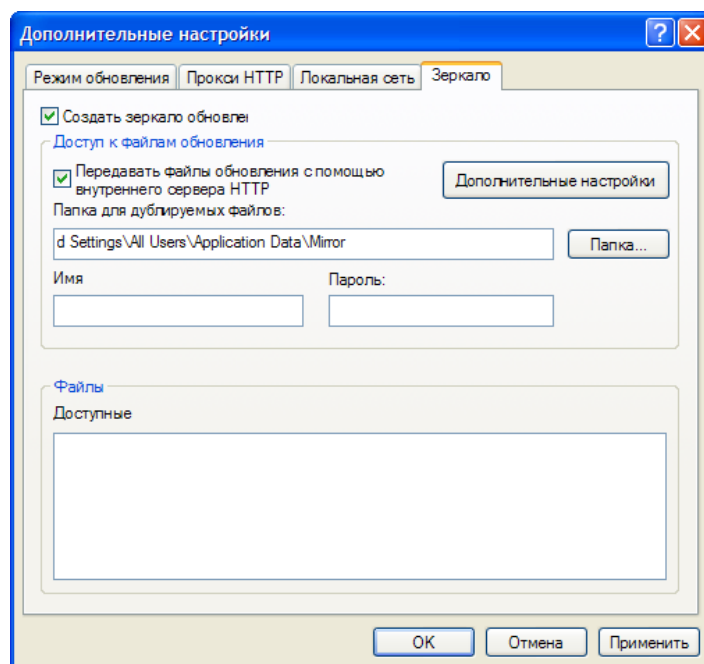 Дополнительные настройки
Режим обновления
Прокси HTTP
Локальная сеть
Зеркало
Создать зеркало обновлен
Доступ к файлам обновления
Передавать файлы обновления с помощью
внутреннего сервера HTTP
Дополнительные настройки
Папка для дублируемых файлов:
d Settings\All Users\Application Data\Mirror
Папка...
Имя
Пароль:
Файлы
Доступные
OK
Отмена
Применить